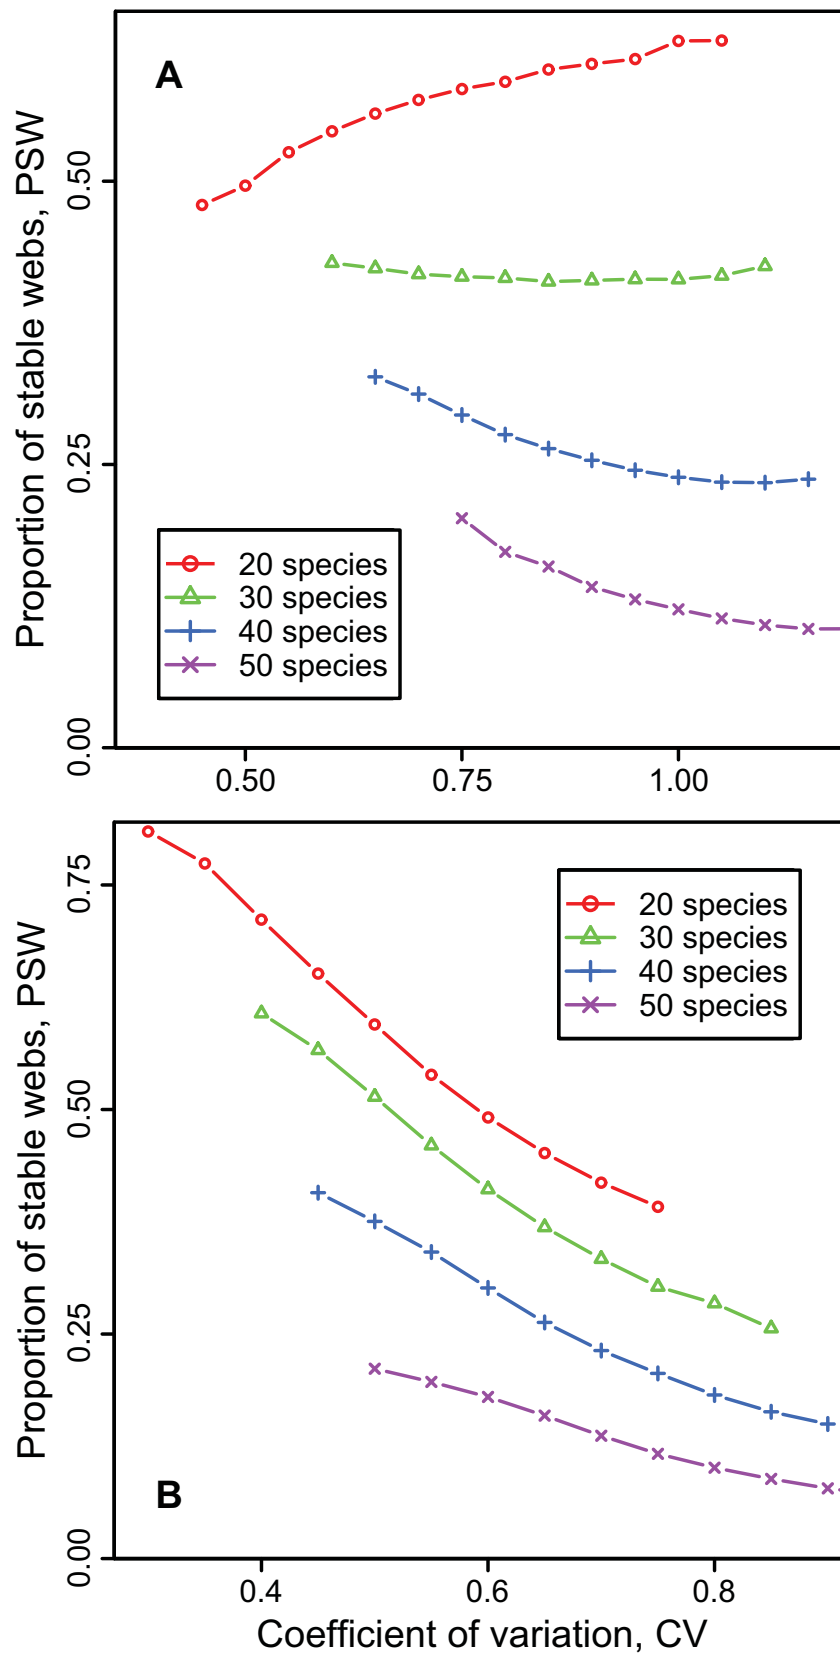 A
Proportion of stable webs, PSW
0.50
0.25
0.00
20 species
30 species
40 species
50 species
0.50 0.75 1.00
Proportion of stable webs, PSW
0.75
0.50
0.25
0.00
20 species
30 species
40 species
50 species
B
0.4 0.6 0.8
Coefficient of variation, CV